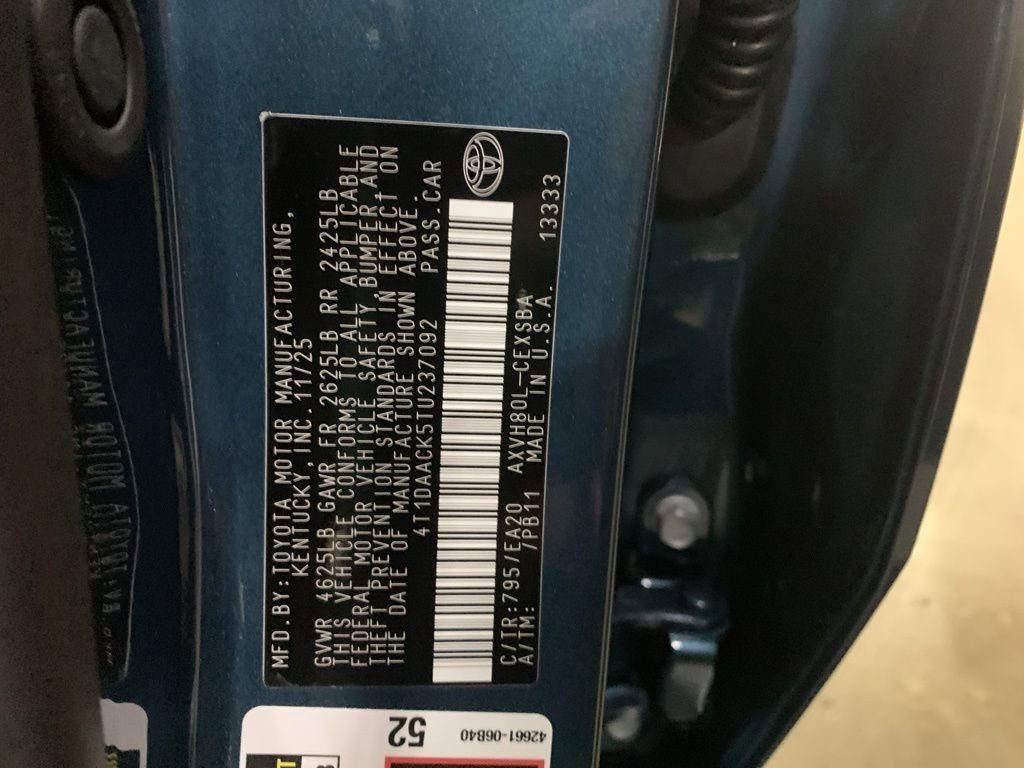 MFD.BY:TOYOTA MOTOR MANUFACTURING,
KENTUCKY,INC. 11/25
GVWR 4625LB GAWR FR 2625LB RR 2425LB
THIS VEHICLE CONFORMS TO ALL APPLICABLE
FEDERAL MOTOR VEHICLE SAFETY, BUMPER,AND
THEFT PREVENTION STANDARDS IN EFFECT ON
THE DATE OF MANUFACTURE SHOWN ABOVE.
4T1DAACK5TU237092 PASS.CAR
C/TR:795/EA20 AXVH80L-CEXSBA
A/TM: /PB11 MADE IN U.S.A. 13333
52
42661-06B40